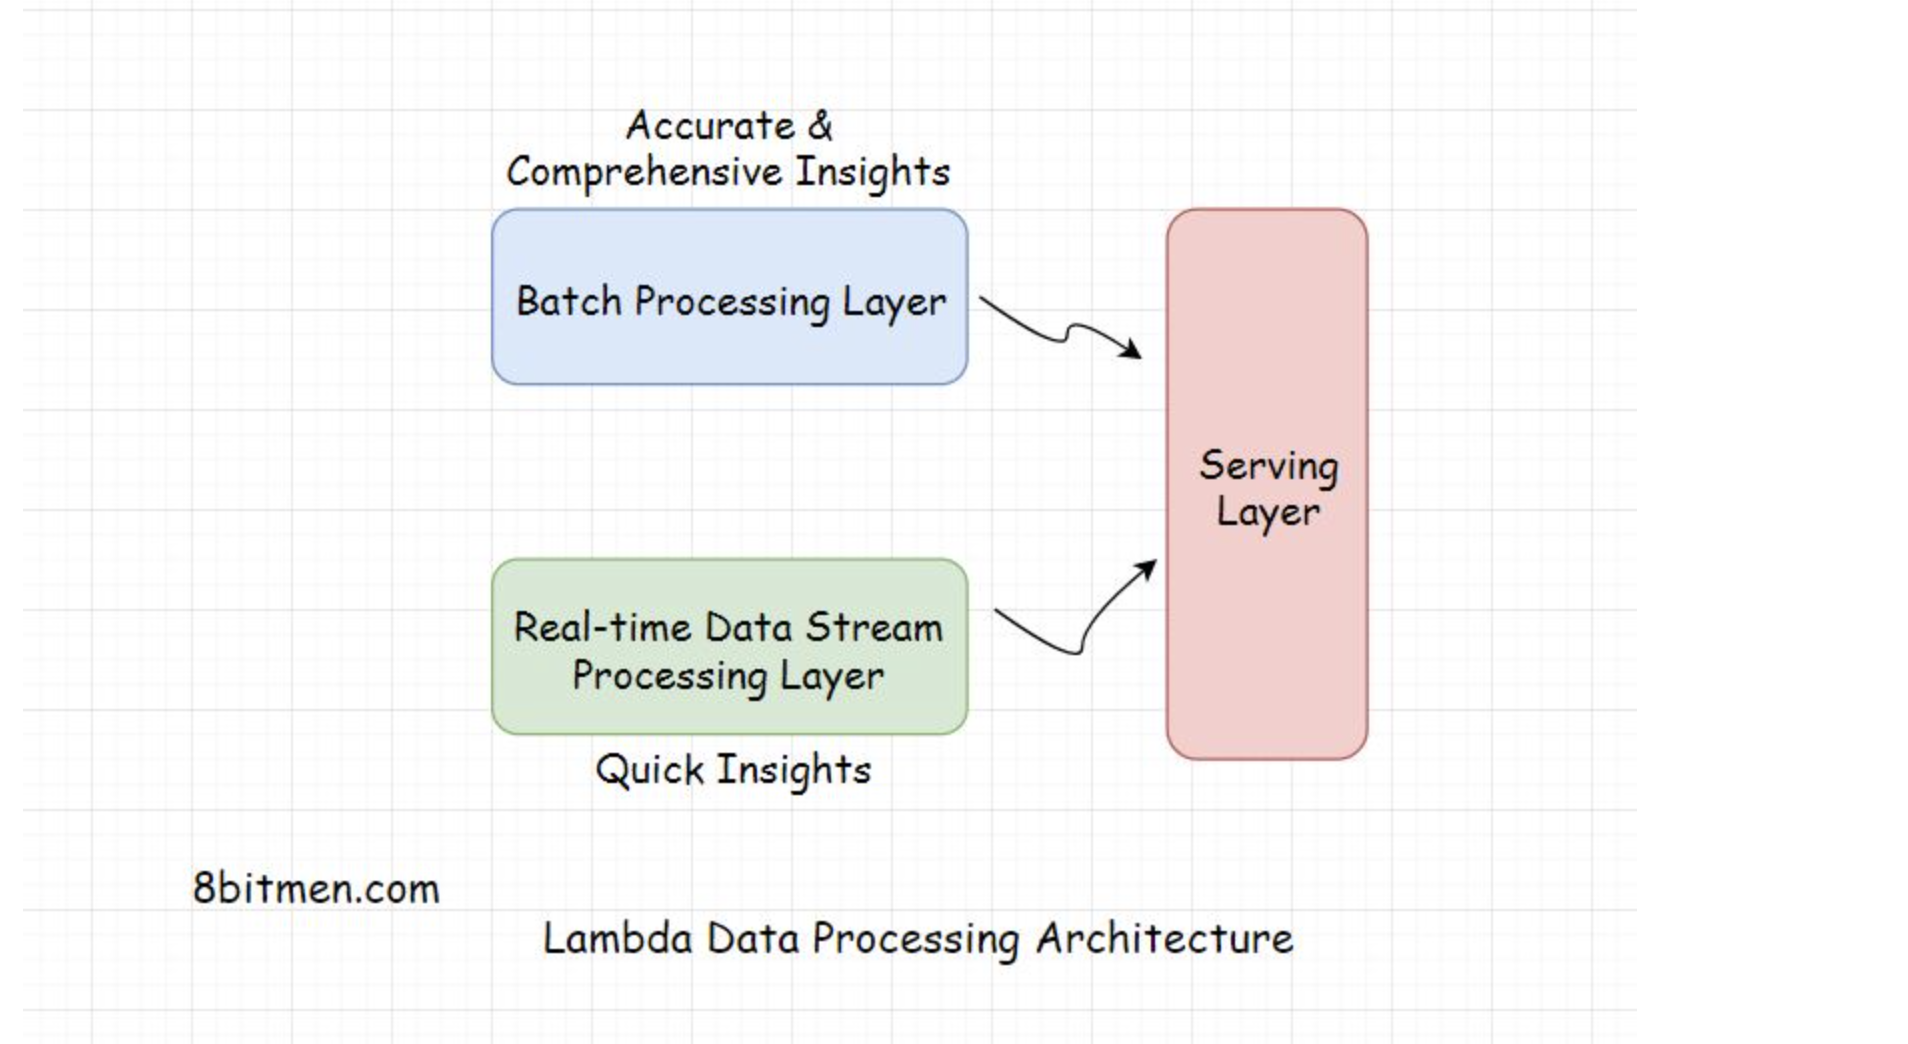 Accurate &
Comprehensive Insights
Batch Processing Layer
Serving
Layer
Real-time Data Stream
Processing Layer
Quick Insights
8bitmen.com
Lambda Data Processing Architecture